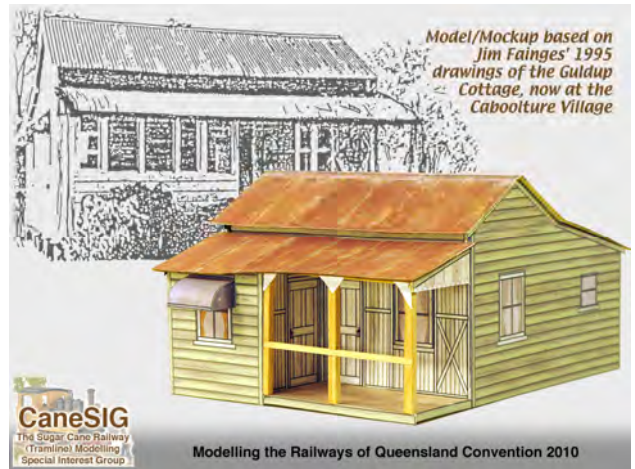 Model/Mockup based on
Jim Fainges' 1995
drawings of the Guldup
Cottage, now at the
Caboolture Village
CaneSIG
The Sugar Cane Railway
(Tramline) Modelling
Special Interest Group
Modelling the Railways of Queensland Convention 2010